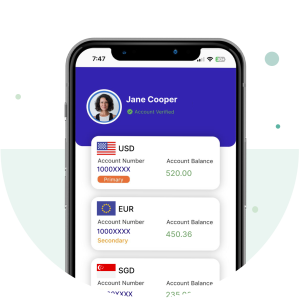 7:47
Jane Cooper
Account Verified
USD
Account Number Account Balance
1000XXXX 520.00
Primary
EUR
Account Number Account Balance
1000XXXX 450.36
Secondary
SGD
Account Number Account Balance
1000XXXX 235.00